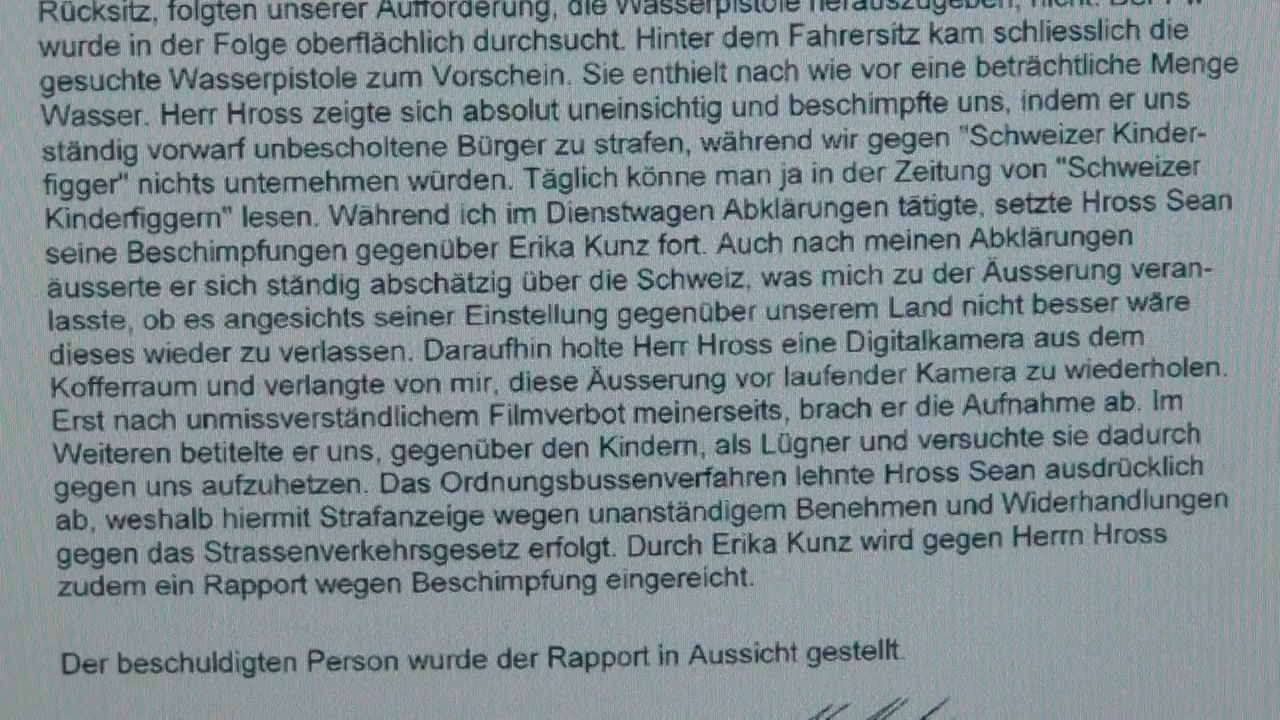 Rücksitz, folgten unserer Aufforderung, die Wasserpistole herauszugeben, nicht. Der PW
wurde in der Folge oberflächlich durchsucht. Hinter dem Fahrersitz kam schliesslich die
gesuchte Wasserpistole zum Vorschein. Sie enthielt nach wie vor eine beträchtliche Menge
Wasser. Herr Hross zeigte sich absolut uneinsichtig und beschimpfte uns, indem er uns
ständig vorwarf unbescholtene Bürger zu strafen, während wir gegen "Schweizer Kinder-
figger" nichts unternehmen würden. Täglich könne man ja in der Zeitung von "Schweizer
Kinderfiggern" lesen. Während ich im Dienstwagen Abklärungen tätigte, setzte Hross Sean
seine Beschimpfungen gegenüber Erika Kunz fort. Auch nach meinen Abklärungen
äusserte er sich ständig abschätzig über die Schweiz, was mich zu der Äusserung veran-
lasste, ob es angesichts seiner Einstellung gegenüber unserem Land nicht besser wäre
dieses wieder zu verlassen. Daraufhin holte Herr Hross eine Digitalkamera aus dem
Kofferraum und verlangte von mir, diese Äusserung vor laufender Kamera zu wiederholen.
Erst nach unmissverständlichem Filmverbot meinerseits, brach er die Aufnahme ab. Im
Weiteren betitelte er uns, gegenüber den Kindern, als Lügner und versuchte sie dadurch
gegen uns aufzuhetzen. Das Ordnungsbussenverfahren lehnte Hross Sean ausdrücklich
ab, weshalb hiermit Strafanzeige wegen unanständigem Benehmen und Widerhandlungen
gegen das Strassenverkehrsgesetz erfolgt. Durch Erika Kunz wird gegen Herrn Hross
zudem ein Rapport wegen Beschimpfung eingereicht.
Der beschuldigten Person wurde der Rapport in Aussicht gestellt.